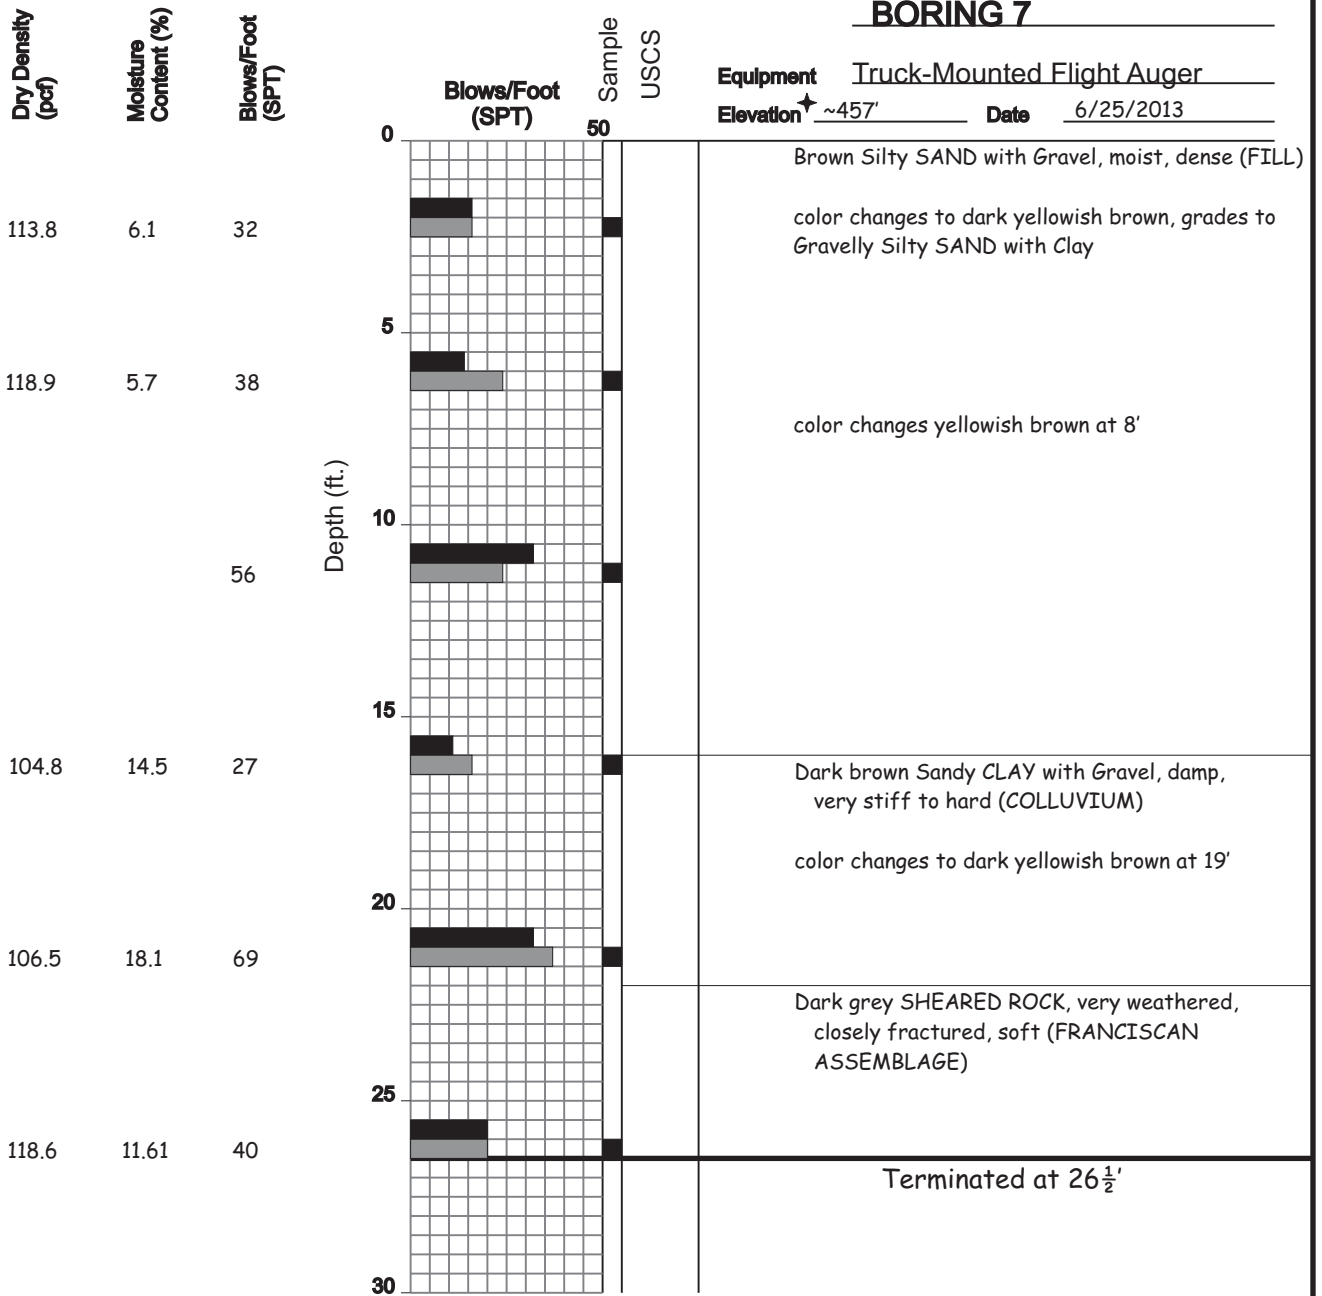 BORING 7
Dry Density
(pcf)
Moisture
Content (%)
Blows/Foot
(SPT)
Blows/Foot
(SPT)
Sample
USCS
Equipment Truck-Mounted Flight Auger
Elevation ~457' Date 6/25/2013
50
Depth (ft.)
0
Brown Silty SAND with Gravel, moist, dense (FILL)
113.8 6.1 32
color changes to dark yellowish brown, grades to
Gravelly Silty SAND with Clay
5
118.9 5.7 38
color changes yellowish brown at 8'
10
56
15
104.8 14.5 27
Dark brown Sandy CLAY with Gravel, damp,
very stiff to hard (COLLUVIUM)
color changes to dark yellowish brown at 19'
20
106.5 18.1 69
Dark grey SHEARED ROCK, very weathered,
closely fractured, soft (FRANCISCAN
ASSEMBLAGE)
25
118.6 11.61 40
Terminated at 26½'
30